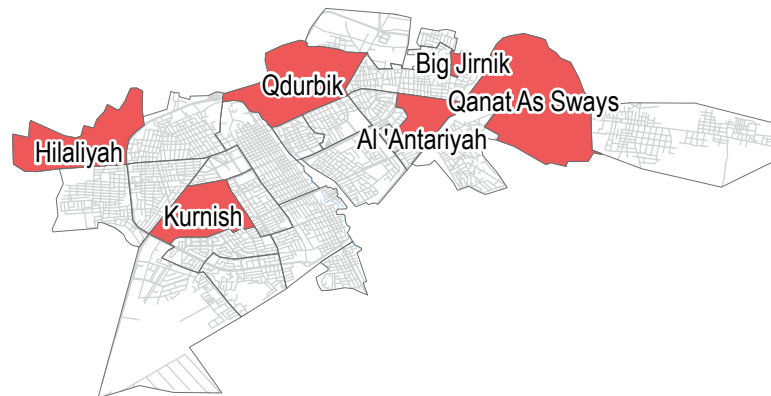 Big Jirnik
Qdurbik
Qanat As Sways
Al 'Antariyah
Hilaliyah
Kurnish